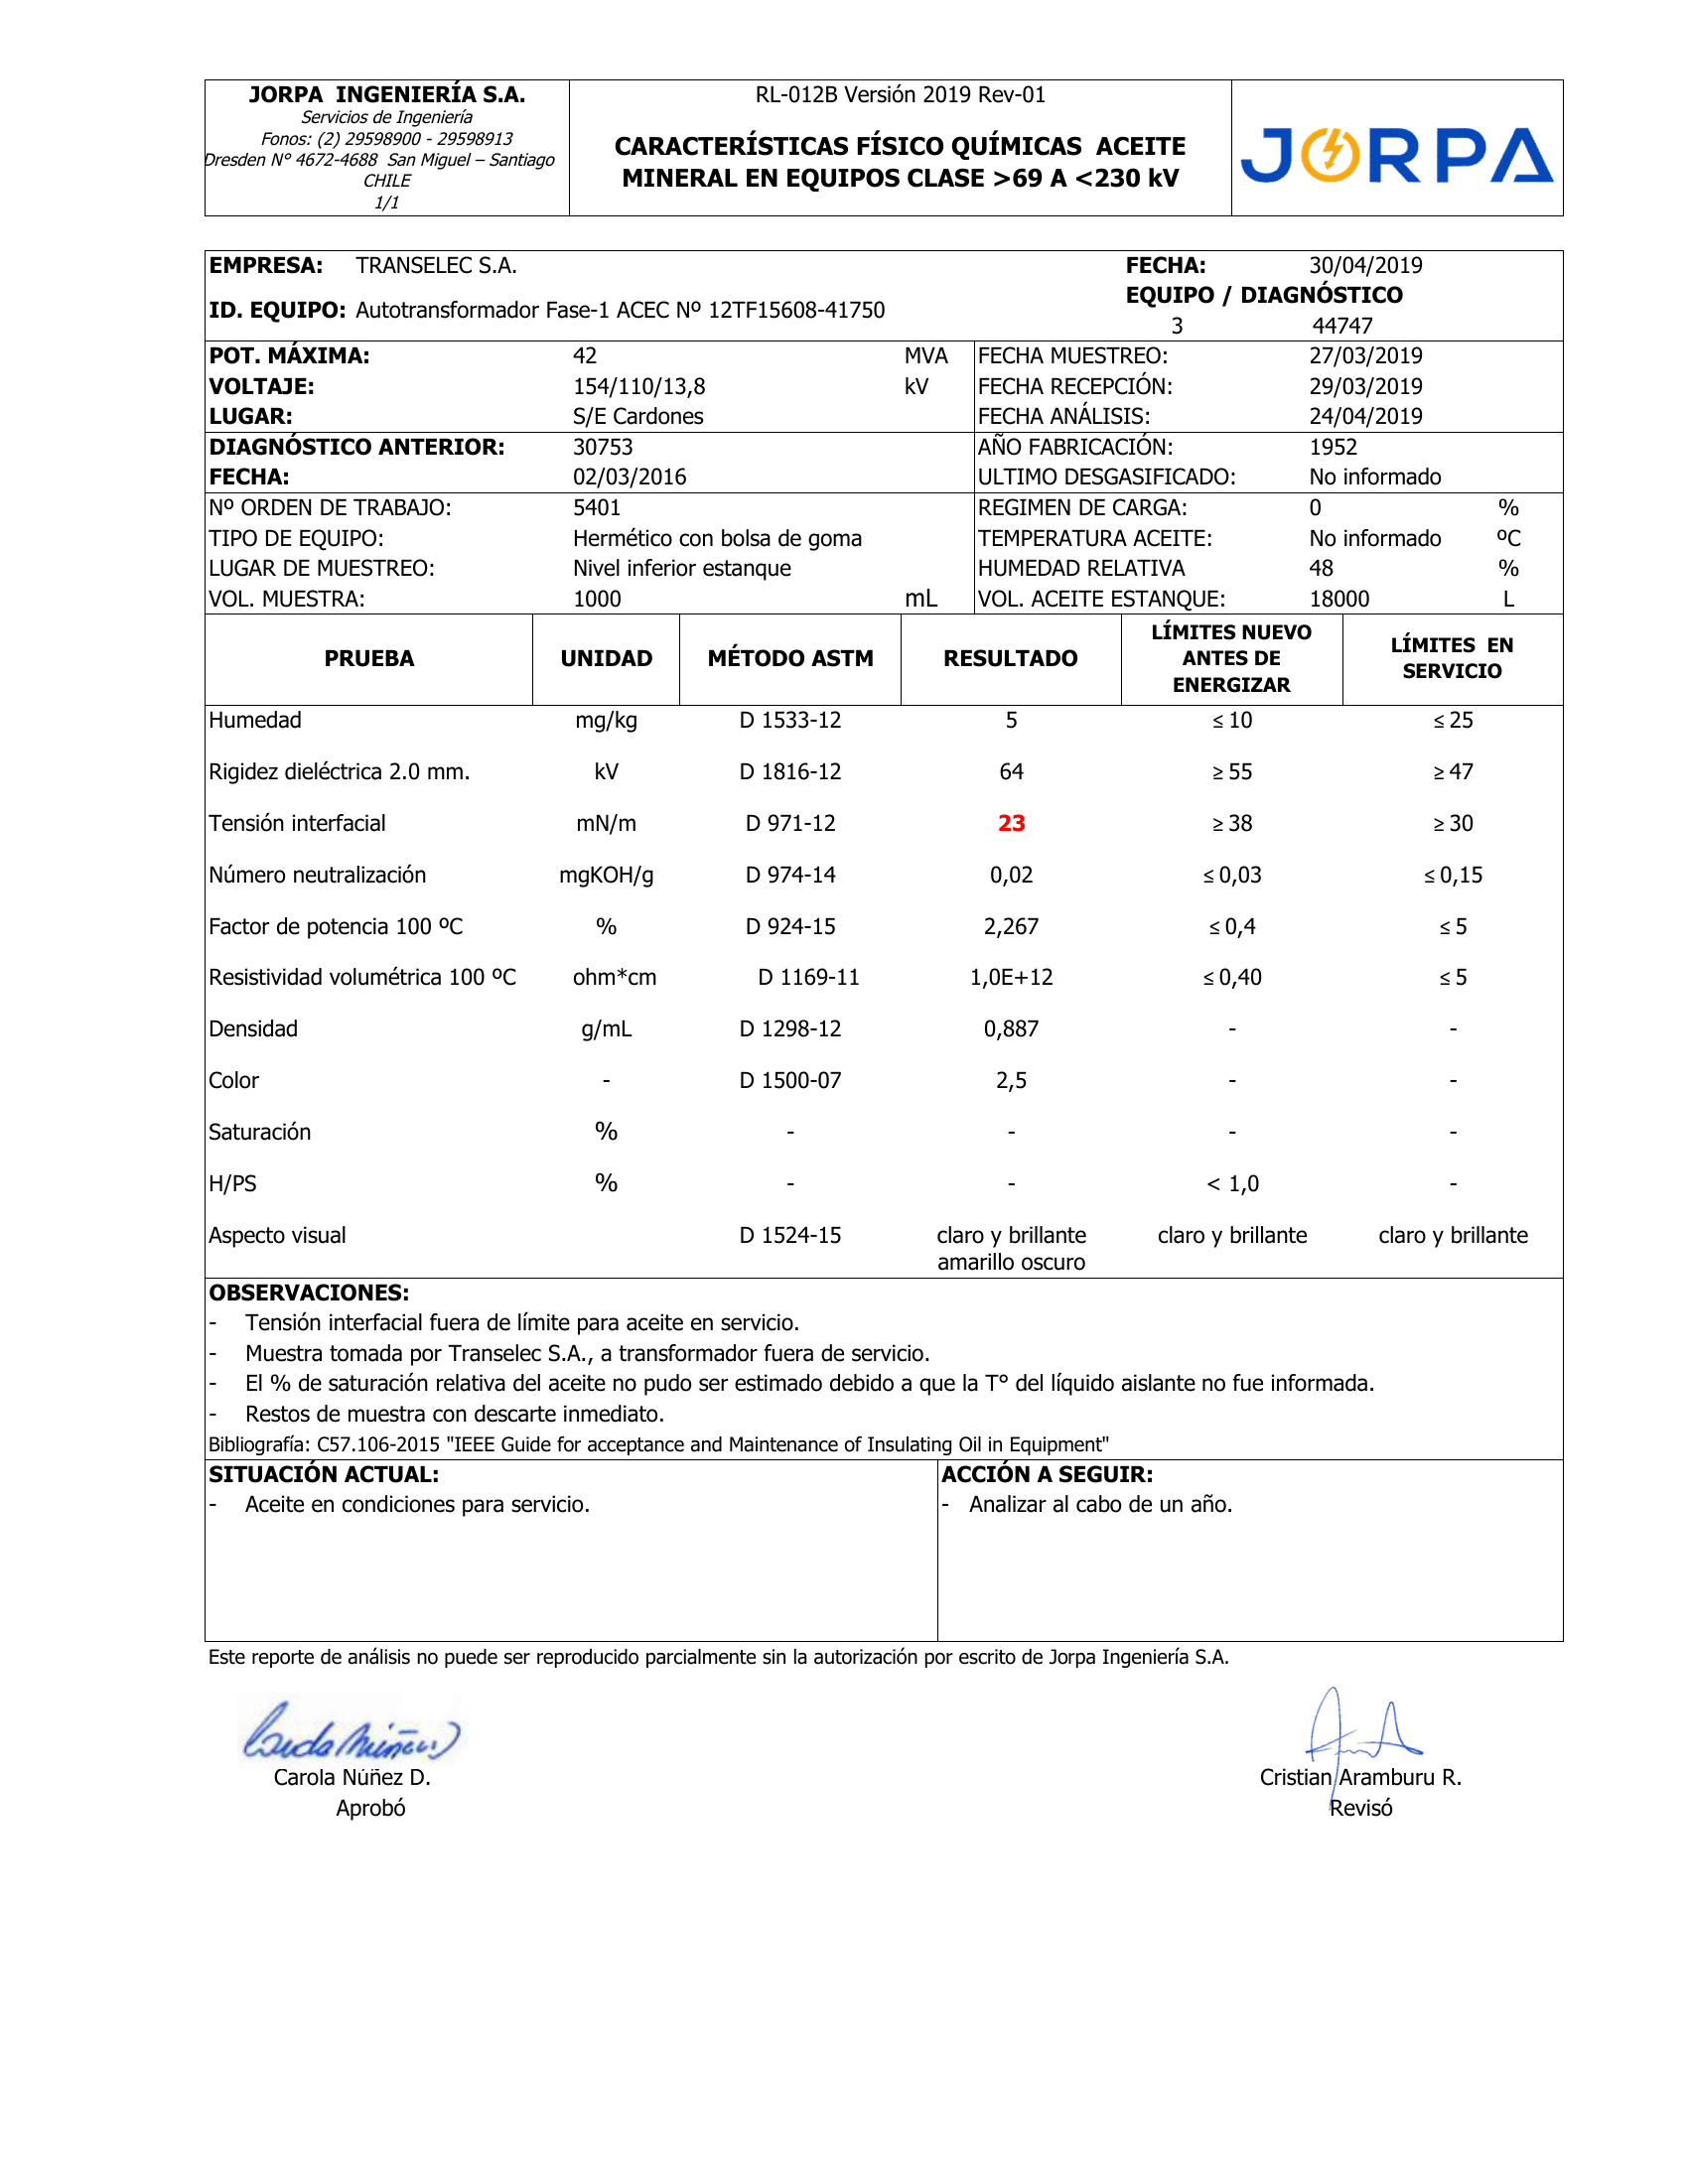 JORPA INGENIERÍA S.A.
Servicios de Ingeniería
Fonos: (2) 29598900 - 29598913
Dresden N° 4672-4688 San Miguel – Santiago
CHILE
1/1
RL-012B Versión 2019 Rev-01
CARACTERÍSTICAS FÍSICO QUÍMICAS ACEITE
MINERAL EN EQUIPOS CLASE >69 A <230 kV
JORPA
EMPRESA: TRANSELEC S.A. FECHA: 30/04/2019
EQUIPO / DIAGNÓSTICO
ID. EQUIPO: Autotransformador Fase-1 ACEC Nº 12TF15608-41750
3 44747
POT. MÁXIMA: 42 MVA FECHA MUESTREO: 27/03/2019
VOLTAJE: 154/110/13,8 kV FECHA RECEPCIÓN: 29/03/2019
LUGAR: S/E Cardones FECHA ANÁLISIS: 24/04/2019
DIAGNÓSTICO ANTERIOR: 30753 AÑO FABRICACIÓN: 1952
FECHA: 02/03/2016 ULTIMO DESGASIFICADO: No informado
Nº ORDEN DE TRABAJO: 5401 REGIMEN DE CARGA: 0 %
TIPO DE EQUIPO: Hermético con bolsa de goma TEMPERATURA ACEITE: No informado ºC
LUGAR DE MUESTREO: Nivel inferior estanque HUMEDAD RELATIVA 48 %
VOL. MUESTRA: 1000 mL VOL. ACEITE ESTANQUE: 18000 L
PRUEBA UNIDAD MÉTODO ASTM RESULTADO LÍMITES NUEVO ANTES DE ENERGIZAR LÍMITES EN SERVICIO
Humedad mg/kg D 1533-12 5 ≤ 10 ≤ 25
Rigidez dieléctrica 2.0 mm. kV D 1816-12 64 ≥ 55 ≥ 47
Tensión interfacial mN/m D 971-12 23 ≥ 38 ≥ 30
Número neutralización mgKOH/g D 974-14 0,02 ≤ 0,03 ≤ 0,15
Factor de potencia 100 ºC % D 924-15 2,267 ≤ 0,4 ≤ 5
Resistividad volumétrica 100 ºC ohm*cm D 1169-11 1,0E+12 ≤ 0,40 ≤ 5
Densidad g/mL D 1298-12 0,887 - -
Color - D 1500-07 2,5 - -
Saturación % - - - -
H/PS % - - < 1,0 -
Aspecto visual D 1524-15 claro y brillante claro y brillante claro y brillante
amarillo oscuro
OBSERVACIONES:
- Tensión interfacial fuera de límite para aceite en servicio.
- Muestra tomada por Transelec S.A., a transformador fuera de servicio.
- El % de saturación relativa del aceite no pudo ser estimado debido a que la T° del líquido aislante no fue informada.
- Restos de muestra con descarte inmediato.
Bibliografía: C57.106-2015 "IEEE Guide for acceptance and Maintenance of Insulating Oil in Equipment"
SITUACIÓN ACTUAL: ACCIÓN A SEGUIR:
- Aceite en condiciones para servicio. - Analizar al cabo de un año.
Este reporte de análisis no puede ser reproducido parcialmente sin la autorización por escrito de Jorpa Ingeniería S.A.
Carola Núñez D. Cristian Aramburu R.
Aprobó Revisó